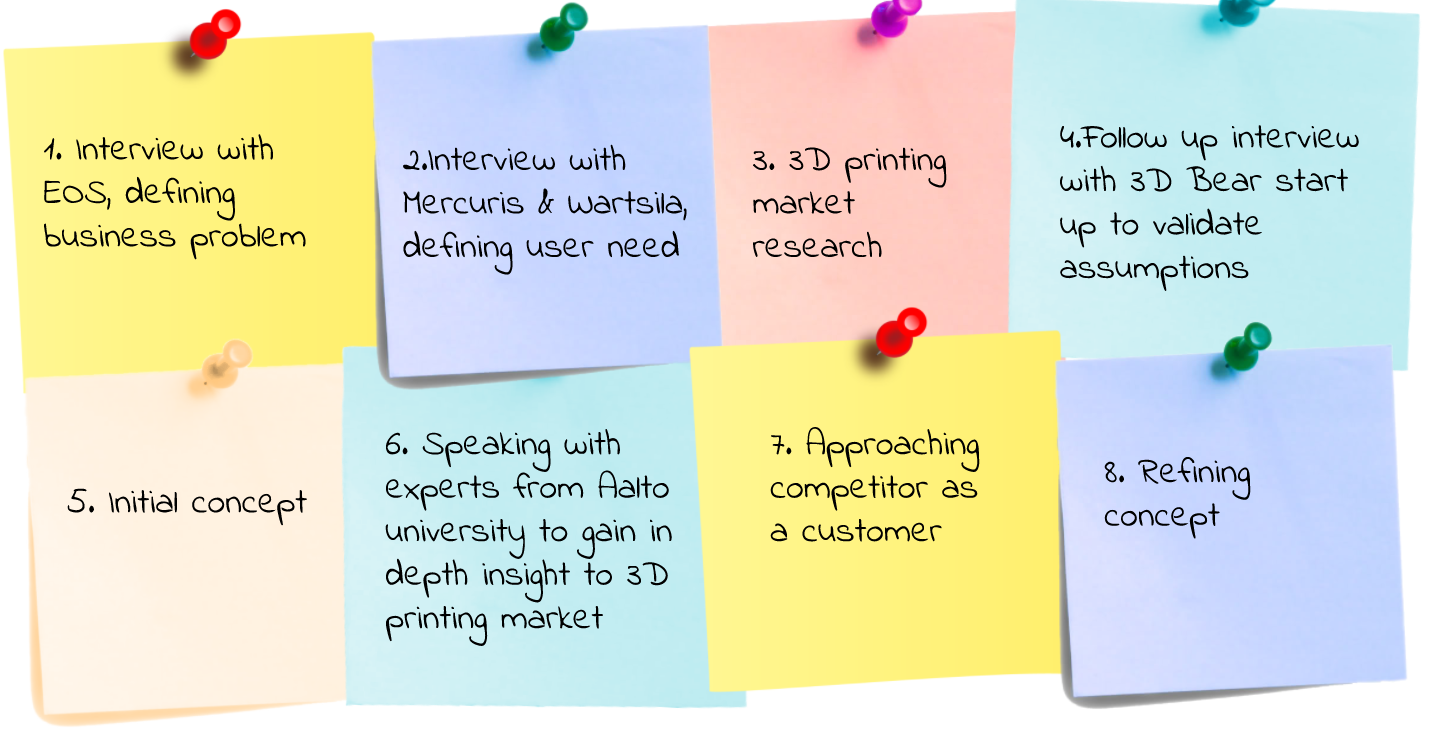 1. Interview with
EOS, defining
business problem
2.Interview with
Mercuris & Wartsila,
defining user need
3. 3D printing
market
research
4.Follow up interview
with 3D Bear start
up to validate
assumptions
5. Initial concept
6. Speaking with
experts from Aalto
university to gain in
depth insight to 3D
printing market
7. Approaching
competitor as
a customer
8. Refining
concept